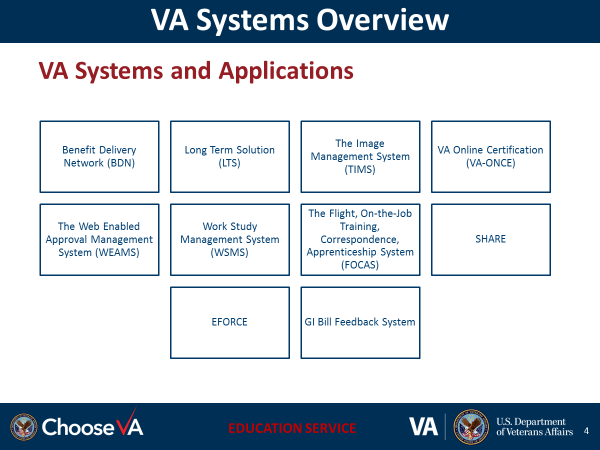 VA Systems Overview
VA Systems and Applications
Benefit Delivery
Network (BDN)
Long Term Solution
(LTS)
The Image
Management System
(TIMS)
VA Online Certification
(VA-ONCE)
The Web Enabled
Approval Management
System (WEAMS)
Work Study
Management System
(WSMS)
The Flight, On-the-Job
Training,
Correspondence,
Apprenticeship System
(FOCAS)
SHARE
EFORCE
GI Bill Feedback System
Choose VA
EDUCATION SERVICE
VA
U.S. Department
of Veterans Affairs
4